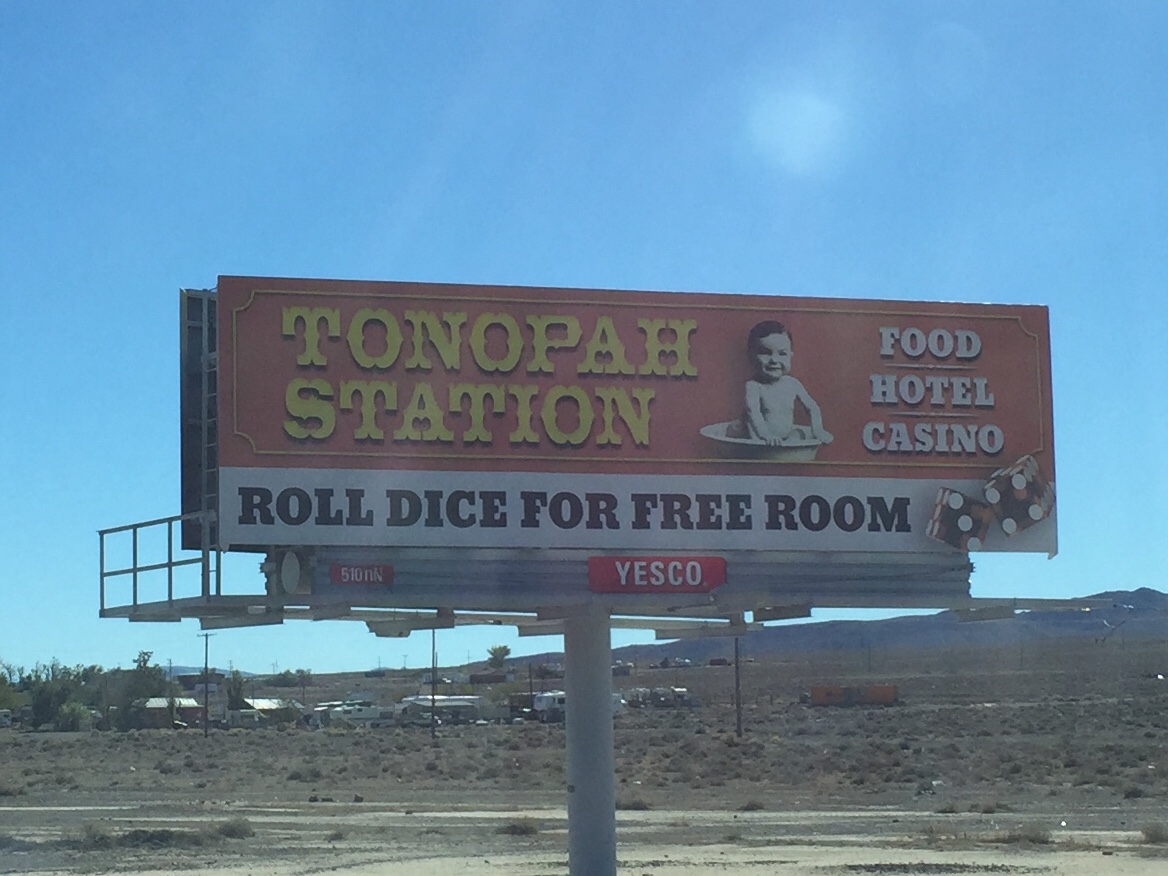 TONOPAH
STATION
FOOD
HOTEL
CASINO
ROLL DICE FOR FREE ROOM
YESCO